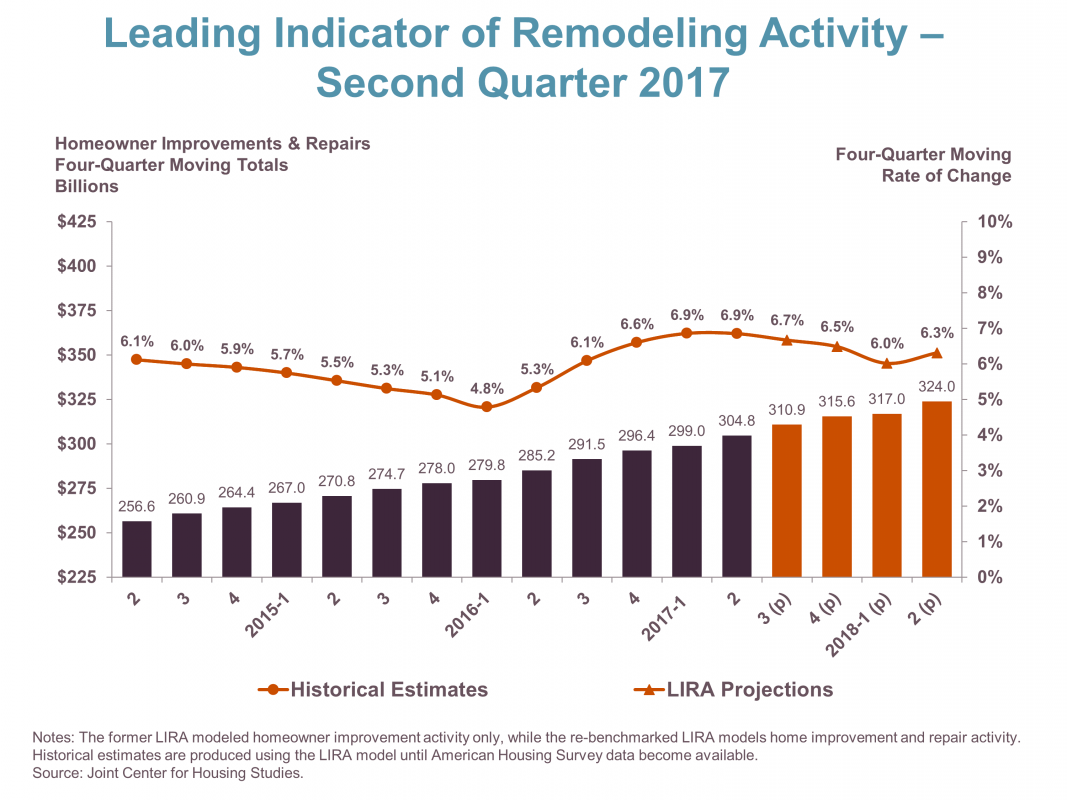 Leading Indicator of Remodeling Activity –
Second Quarter 2017
Homeowner Improvements & Repairs
Four-Quarter Moving Totals
Billions
Four-Quarter Moving
Rate of Change
$425
$400
$375
$350
$325
$300
$275
$250
$225
10%
9%
8%
7%
6%
5%
4%
3%
2%
1%
0%
6.1% 6.0% 5.9% 5.7% 5.5% 5.3% 5.1% 4.8% 5.3% 6.1% 6.6% 6.9% 6.9% 6.7% 6.5% 6.0% 6.3%
256.6 260.9 264.4 267.0 270.8 274.7 278.0 279.8 285.2 291.5 296.4 299.0 304.8 310.9 315.6 317.0 324.0
2 3 4 2015-1 2 3 4 2016-1 2 3 4 2017-1 2 3 (p) 4 (p) 2018-1 (p) 2 (p)
Historical Estimates LIRA Projections
Notes: The former LIRA modeled homeowner improvement activity only, while the re-benchmarked LIRA models home improvement and repair activity.
Historical estimates are produced using the LIRA model until American Housing Survey data become available.
Source: Joint Center for Housing Studies.